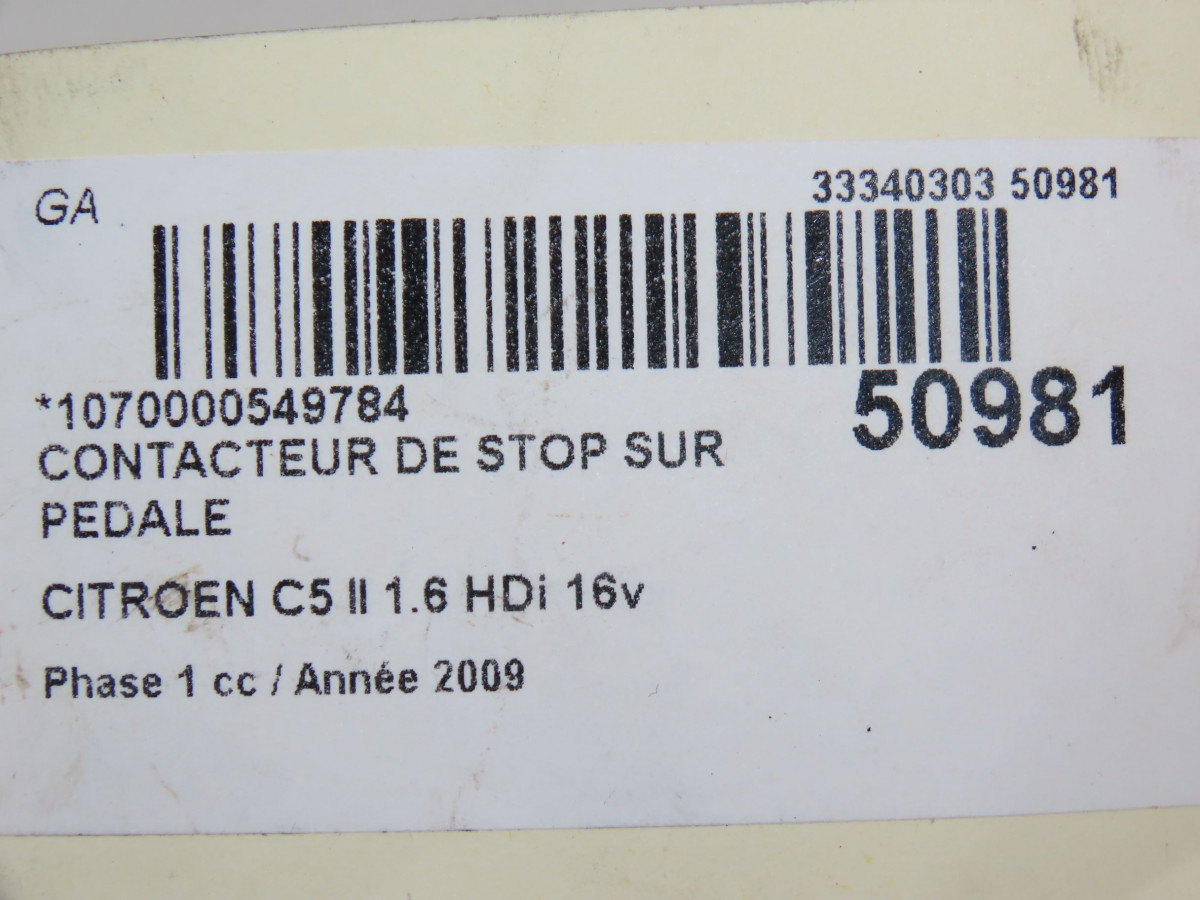 GA
33340303 50981
*1070000549784
50981
CONTACTEUR DE STOP SUR
PEDALE
CITROEN C5 II 1.6 HDi 16v
Phase 1 cc / Année 2009